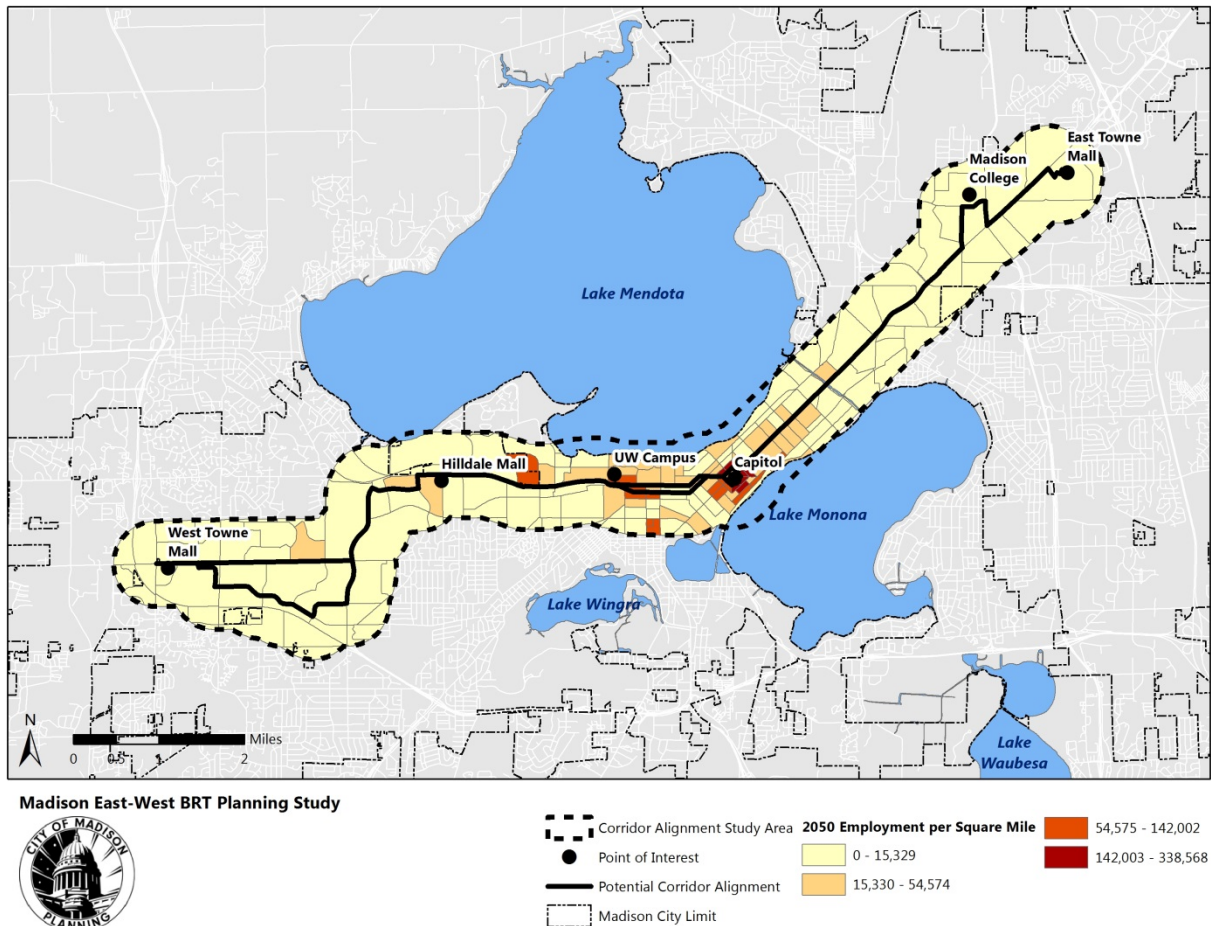 East Towne
Mall
Madison
College
Lake Mendota
Hilldale Mall
UW Campus
Capitol
West Towne
Mall
Lake Monona
Lake Wingra
Lake
Waubesa
N
Miles
0 0.5 1 2
Madison East-West BRT Planning Study
CITY OF MADISON
PLANNING
Corridor Alignment Study Area
Point of Interest
Potential Corridor Alignment
Madison City Limit
2050 Employment per Square Mile
0 - 15,329
15,330 - 54,574
54,575 - 142,002
142,003 - 338,568